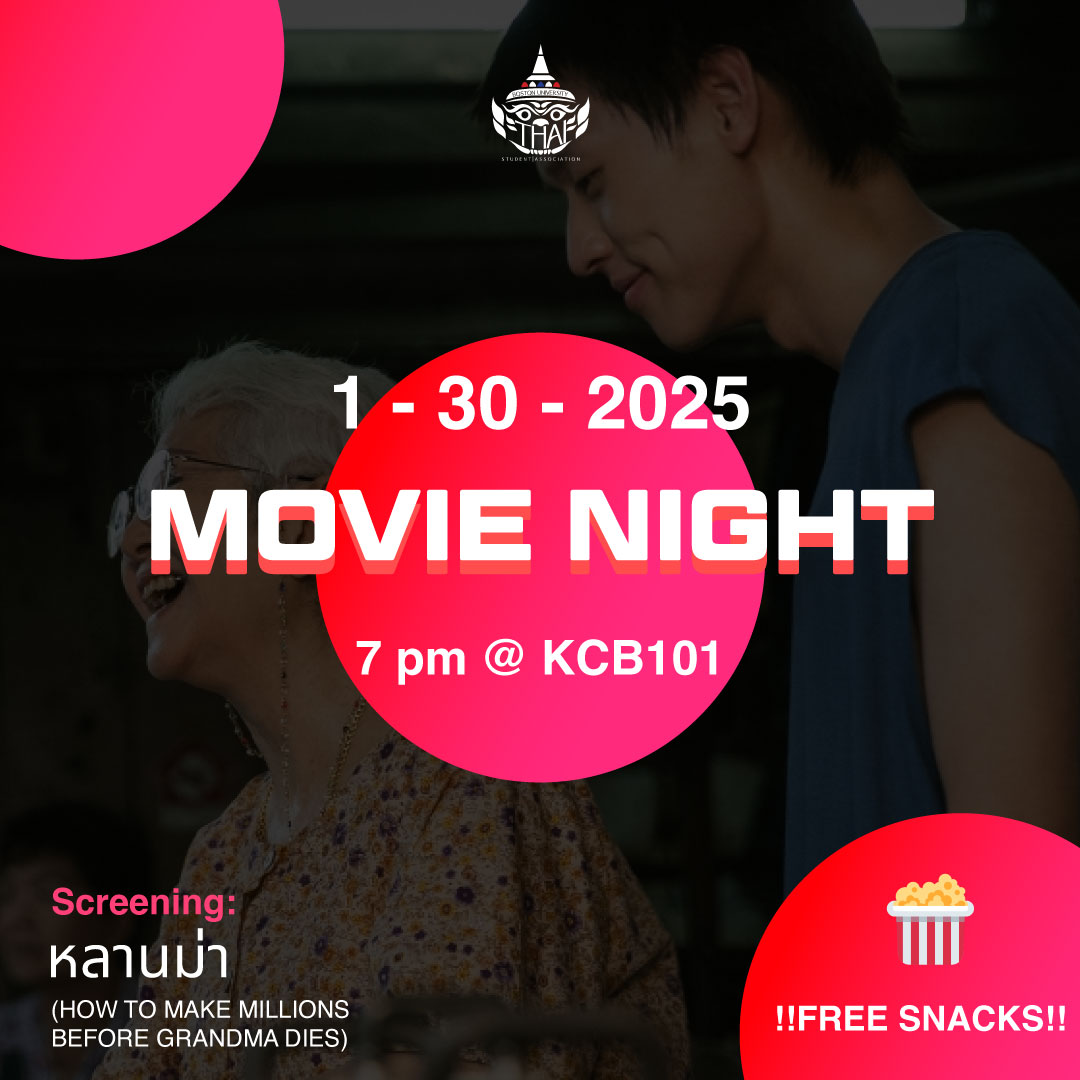 BOSTON UNIVERSITY
THAI
STUDENT|ASSOCIATION
1 - 30 - 2025
MOVIE NIGHT
7 pm @ KCB101
Screening:
หลานม่า
(HOW TO MAKE MILLIONS
BEFORE GRANDMA DIES)
!!FREE SNACKS!!